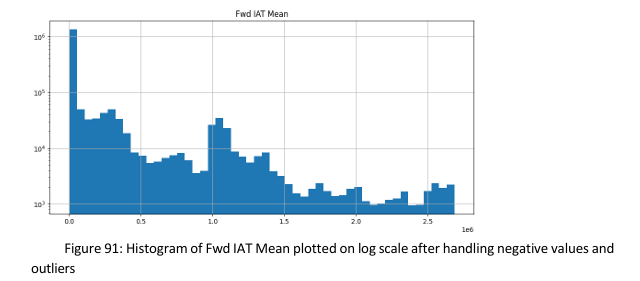 Fwd IAT Mean
10⁶
10⁵
10⁴
10³
0.0 0.5 1.0 1.5 2.0 2.5
1e6
Figure 91: Histogram of Fwd IAT Mean plotted on log scale after handling negative values and
outliers